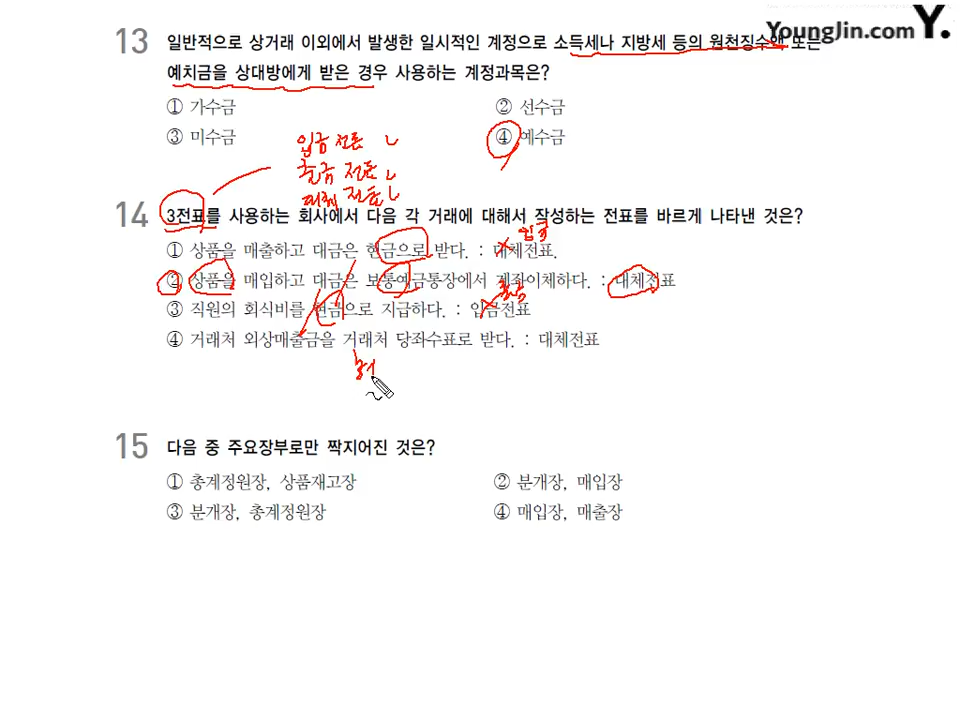 YoungJin.com Y.
13 일반적으로 상거래 이외에서 발생한 일시적인 계정으로 소득세나 지방세 등의 원천징수액 또는
예치금을 상대방에게 받은 경우 사용하는 계정과목은?
① 가수금 ② 선수금
③ 미수금 ④ 예수금
입금 전표
출금 전표
대체 전표
14 3전표를 사용하는 회사에서 다음 각 거래에 대해서 작성하는 전표를 바르게 나타낸 것은?
입금
① 상품을 매출하고 대금은 현금으로 받다. : 대체전표.
② 상품을 매입하고 대금은 보통예금통장에서 계좌이체하다. : 대체전표
출금
③ 직원의 회식비를 현금으로 지급하다. : 입금전표
④ 거래처 외상매출금을 거래처 당좌수표로 받다. : 대체전표
15 다음 중 주요장부로만 짝지어진 것은?
① 총계정원장, 상품재고장 ② 분개장, 매입장
③ 분개장, 총계정원장 ④ 매입장, 매출장